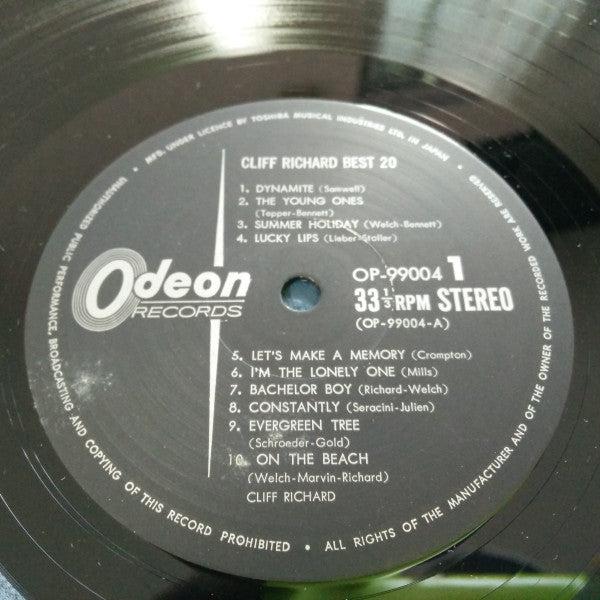 MFD. UNDER LICENCE BY TOSHIBA MUSICAL INDUSTRIES LTD. IN JAPAN • ALL RIGHTS OF THE MANUFACTURER AND OF THE OWNER OF THE RECORDED WORK ARE RESERVED
UNAUTHORIZED PUBLIC PERFORMANCE, BROADCASTING AND COPYING OF THIS RECORD PROHIBITED •
CLIFF RICHARD BEST 20
1. DYNAMITE (Samwell)
2. THE YOUNG ONES
(Tepper-Bennett)
3. SUMMER HOLIDAY (Welch-Bennett)
4. LUCKY LIPS (Lieber-Stoller)
Odeon
RECORDS
OP-99004 1
33 1/3 RPM STEREO
(OP-99004-A)
5. LET'S MAKE A MEMORY (Crompton)
6. I'M THE LONELY ONE (Mills)
7. BACHELOR BOY (Richard-Welch)
8. CONSTANTLY (Seracini-Julien)
9. EVERGREEN TREE
(Schroeder-Gold)
10. ON THE BEACH
(Welch-Marvin-Richard)
CLIFF RICHARD